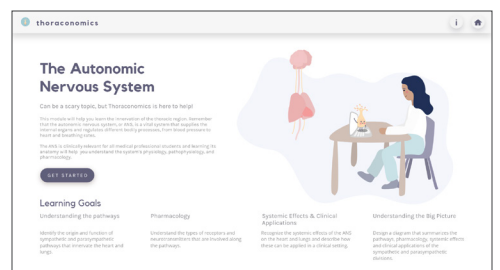 thoraconomics
i
The Autonomic
Nervous System
Can be a scary topic, but Thoraconomics is here to help!
This module will help you learn the innervation of the thoracic region. Remember
that the autonomic nervous system, or ANS, is a vital system that supplies the
internal organs and regulates different bodily processes, from blood pressure to
heart and breathing rates.
The ANS is clinically relevant for all medical professional students and learning its
anatomy will help you understand the system's physiology, pathophysiology, and
pharmacology.
GET STARTED
Learning Goals
Understanding the pathways
Identify the origin and function of
sympathetic and parasympathetic
pathways that innervate the heart and
lungs.
Pharmacology
Understand the types of receptors and
neurotransmitters that are involved along
the pathways.
Systemic Effects & Clinical
Applications
Recognize the systemic effects of the ANS
on the heart and lungs and describe how
these can be applied in a clinical setting.
Understanding the Big Picture
Design a diagram that summarizes the
pathways, pharmacology, systemic effects
and clinical applications of the
sympathetic and parasympathetic
divisions.